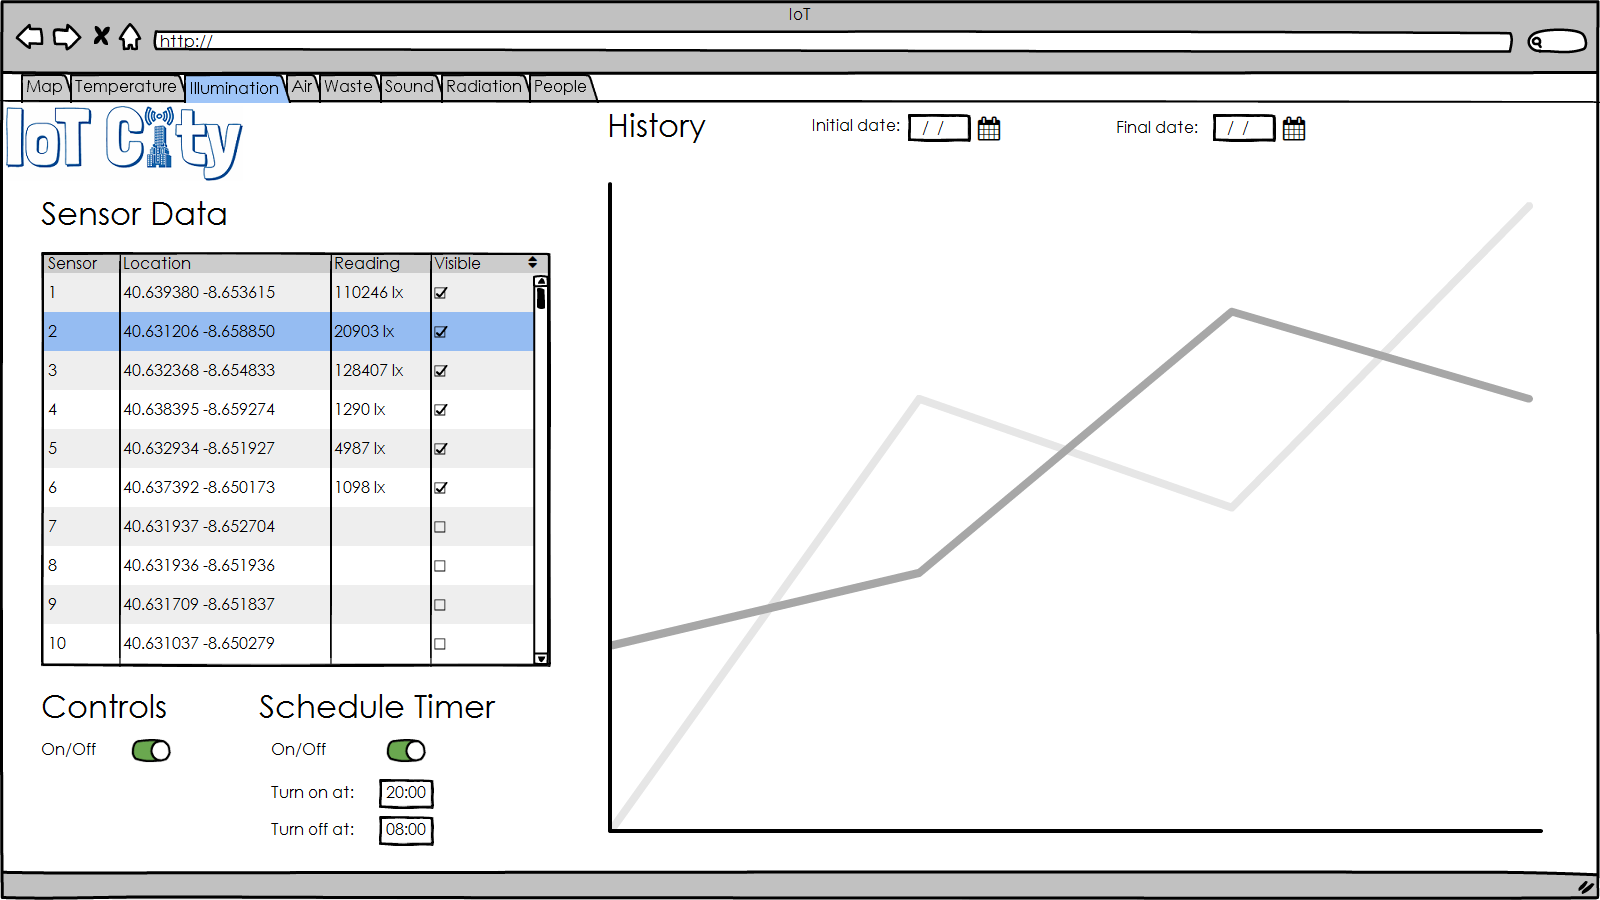 IoT
http://
Map Temperature Illumination Air Waste Sound Radiation People
IoT City
History Initial date: / / Final date: / /
Sensor Data
Sensor Location Reading Visible
1 40.639380 -8.653615 110246 lx
2 40.631206 -8.658850 20903 lx
3 40.632368 -8.654833 128407 lx
4 40.638395 -8.659274 1290 lx
5 40.632934 -8.651927 4987 lx
6 40.637392 -8.650173 1098 lx
7 40.631937 -8.652704
8 40.631936 -8.651936
9 40.631709 -8.651837
10 40.631037 -8.650279
Controls Schedule Timer
On/Off On/Off
Turn on at: 20:00
Turn off at: 08:00